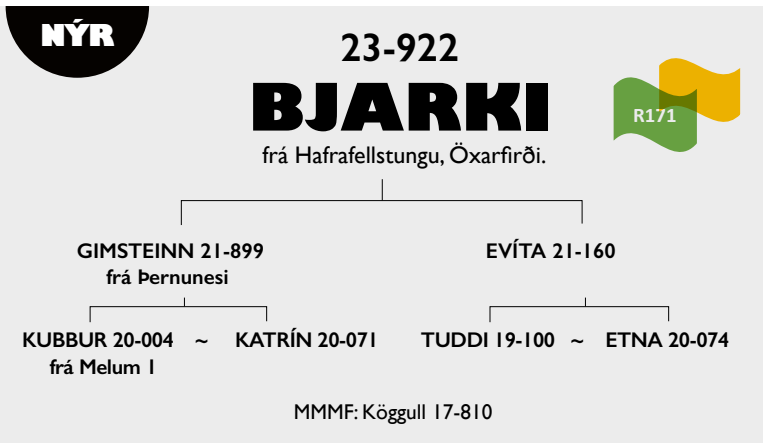 NÝR
23-922
BJARKI
R171
frá Hafrafellstungu, Öxarfirði.
GIMSTEINN 21-899
frá Þernunesi
EVÍTA 21-160
KUBBUR 20-004 ~ KATRÍN 20-071
frá Melum 1
TUDDI 19-100 ~ ETNA 20-074
MMMF: Köggull 17-810